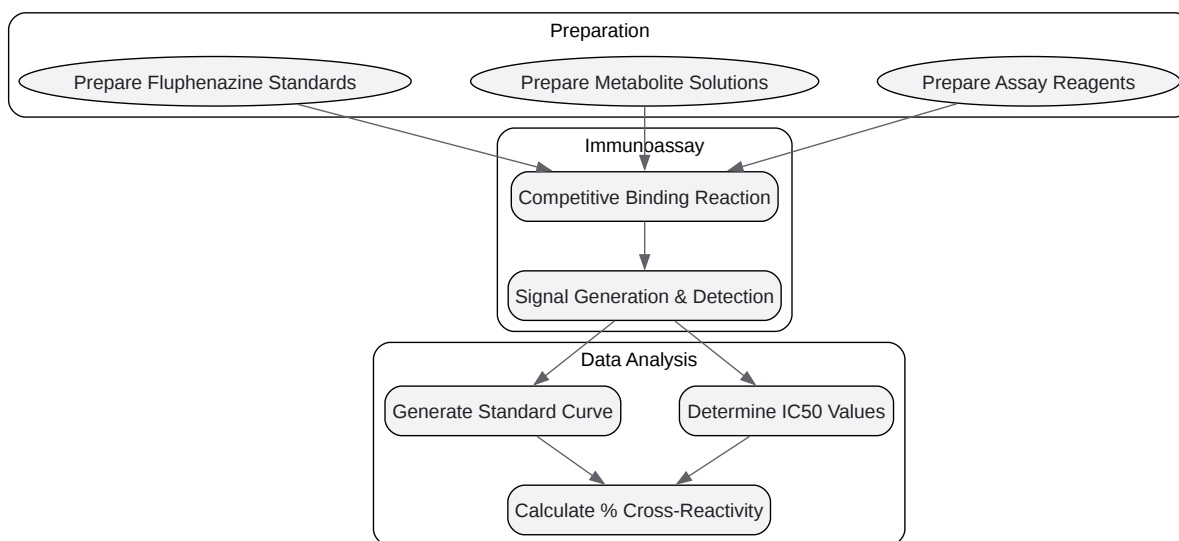 Preparation
Prepare Fluphenazine Standards
Prepare Metabolite Solutions
Prepare Assay Reagents
Immunoassay
Competitive Binding Reaction
Signal Generation & Detection
Data Analysis
Generate Standard Curve
Determine IC50 Values
Calculate % Cross-Reactivity